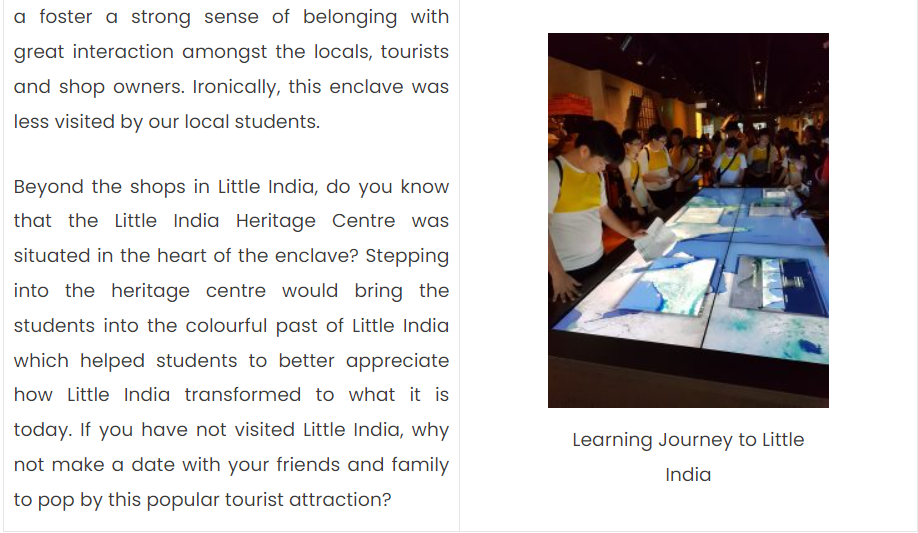 a foster a strong sense of belonging with
great interaction amongst the locals, tourists
and shop owners. Ironically, this enclave was
less visited by our local students.
Beyond the shops in Little India, do you know
that the Little India Heritage Centre was
situated in the heart of the enclave? Stepping
into the heritage centre would bring the
students into the colourful past of Little India
which helped students to better appreciate
how Little India transformed to what it is
today. If you have not visited Little India, why
not make a date with your friends and family
to pop by this popular tourist attraction?
Learning Journey to Little
India